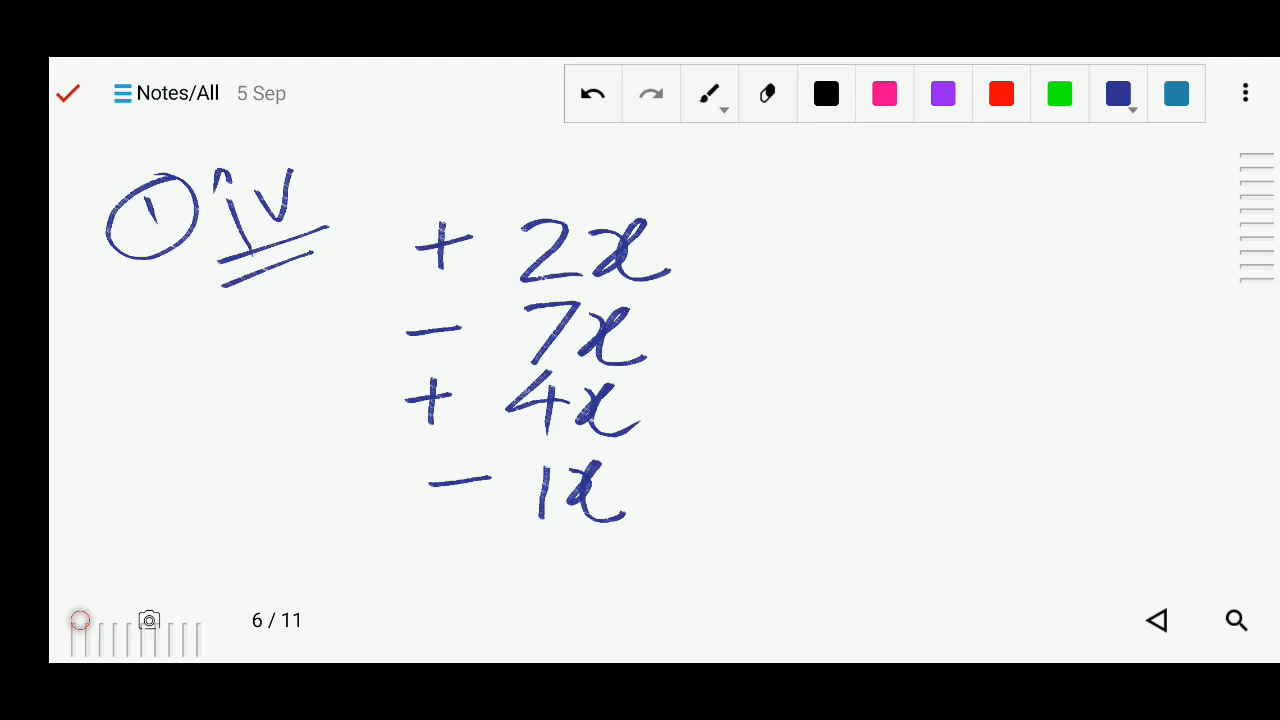 Notes/All 5 Sep
① iv
+ 2x
- 7x
+ 4x
- 1x
6 / 11